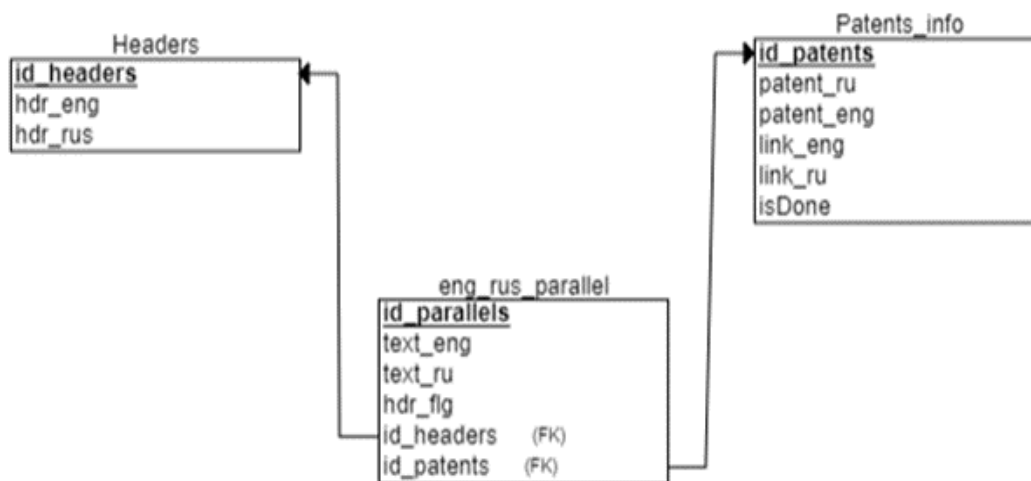 Headers
id_headers
hdr_eng
hdr_rus
Patents_info
id_patents
patent_ru
patent_eng
link_eng
link_ru
isDone
eng_rus_parallel
id_parallels
text_eng
text_ru
hdr_flg
id_headers (FK)
id_patents (FK)